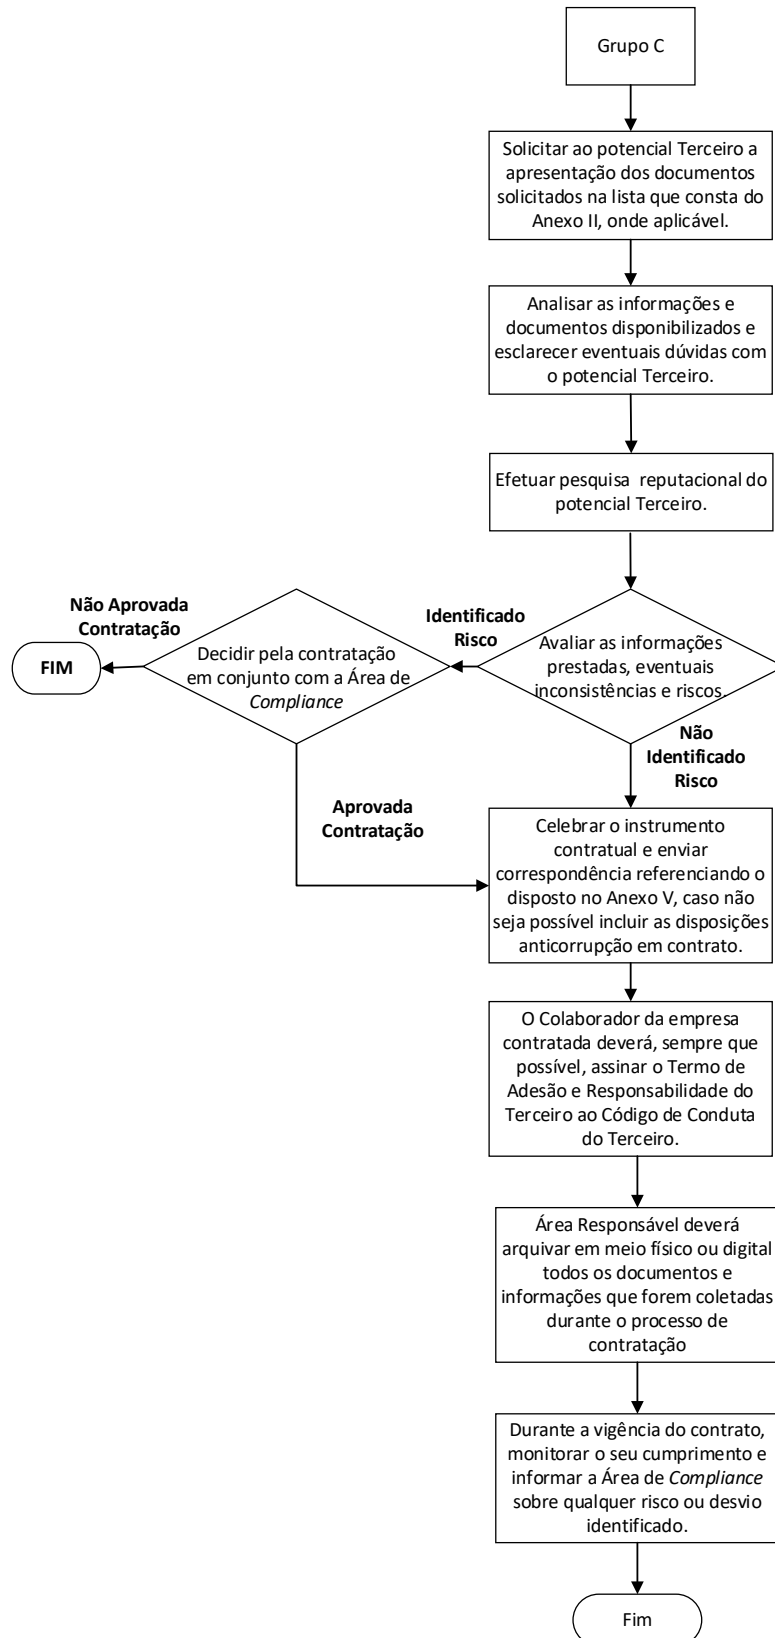 Grupo C
Solicitar ao potencial Terceiro a
apresentação dos documentos
solicitados na lista que consta do
Anexo II, onde aplicável.
Analisar as informações e
documentos disponibilizados e
esclarecer eventuais dúvidas com
o potencial Terceiro.
Efetuar pesquisa  reputacional do
potencial Terceiro.
Avaliar as informações
prestadas, eventuais
inconsistências e riscos.
Identificado
Risco
Decidir pela contratação
em conjunto com a Área de
Compliance
Não Aprovada
Contratação
FIM
Não
Identificado
Risco
Aprovada
Contratação
Celebrar o instrumento
contratual e enviar
correspondência referenciando o
disposto no Anexo V, caso não
seja possível incluir as disposições
anticorrupção em contrato.
O Colaborador da empresa
contratada deverá, sempre que
possível, assinar o Termo de
Adesão e Responsabilidade do
Terceiro ao Código de Conduta
do Terceiro.
Área Responsável deverá
arquivar em meio físico ou digital
todos os documentos e
informações que forem coletadas
durante o processo de
contratação
Durante a vigência do contrato,
monitorar o seu cumprimento e
informar a Área de Compliance
sobre qualquer risco ou desvio
identificado.
Fim